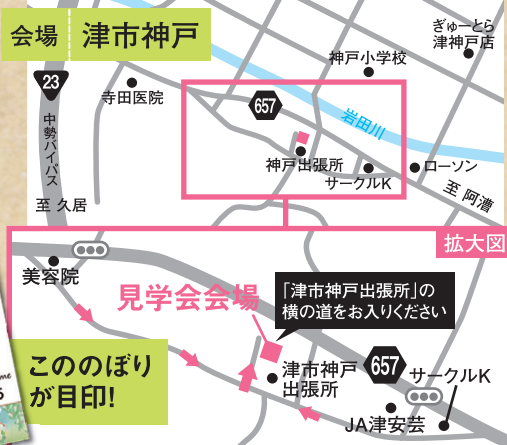 会場 津市神戸
ぎゅーとら
津神戸店
神戸小学校
23
寺田医院
657
岩田川
中勢バイパス
神戸出張所
サークルK
ローソン
至 久居
至 阿漕
拡大図
美容院
見学会会場
「津市神戸出張所」の
横の道をお入りください
このぼり
が目印!
津市神戸
出張所
657
サークルK
JA津安芸